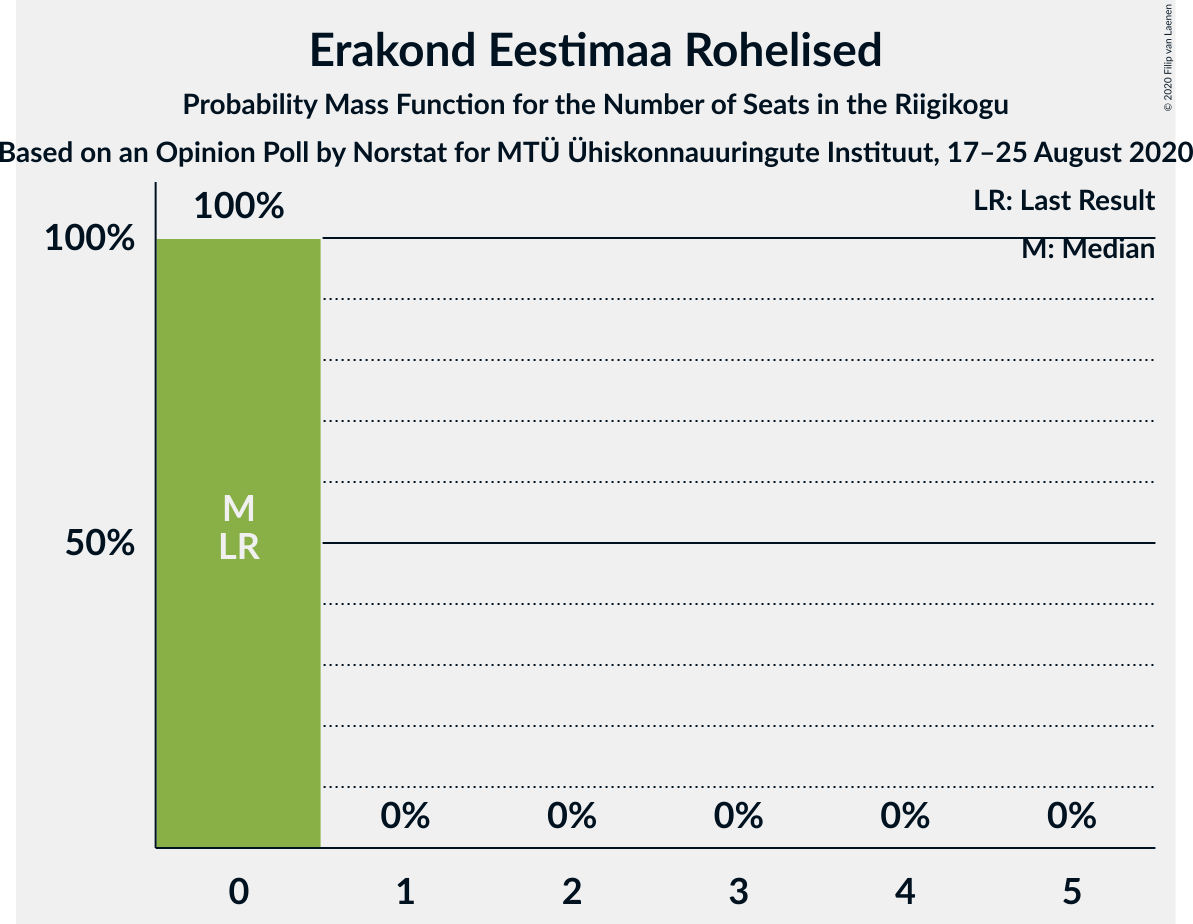 Erakond Eestimaa Rohelised
Probability Mass Function for the Number of Seats in the Riigikogu
Based on an Opinion Poll by Norstat for MTÜ Ühiskonnauuringute Instituut, 17–25 August 2020
© 2020 Filip van Laenen
LR: Last Result
M: Median
100%
100%
50%
M
LR
0% 0% 0% 0% 0%
0 1 2 3 4 5